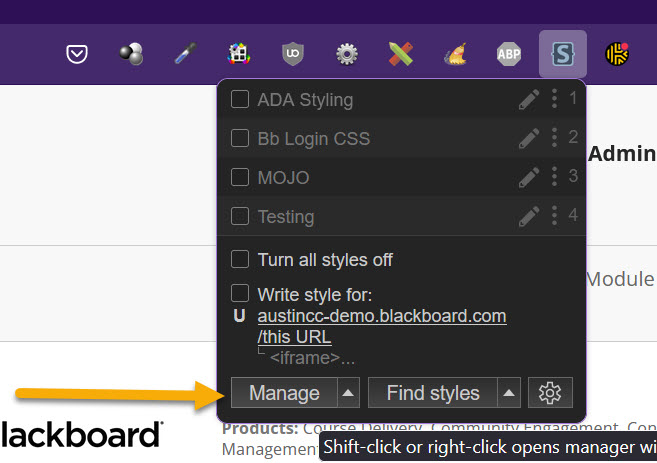 UO
ABP
S
ADA Styling 1
Bb Login CSS 2
Admin
MOJO 3
Testing 4
Turn all styles off
Module
Write style for:
U austincc-demo.blackboard.com
/this URL
<iframe>...
Manage Find styles
Products: Course Delivery, Community Engagement, Con
lackboard
Management
Shift-click or right-click opens manager wi